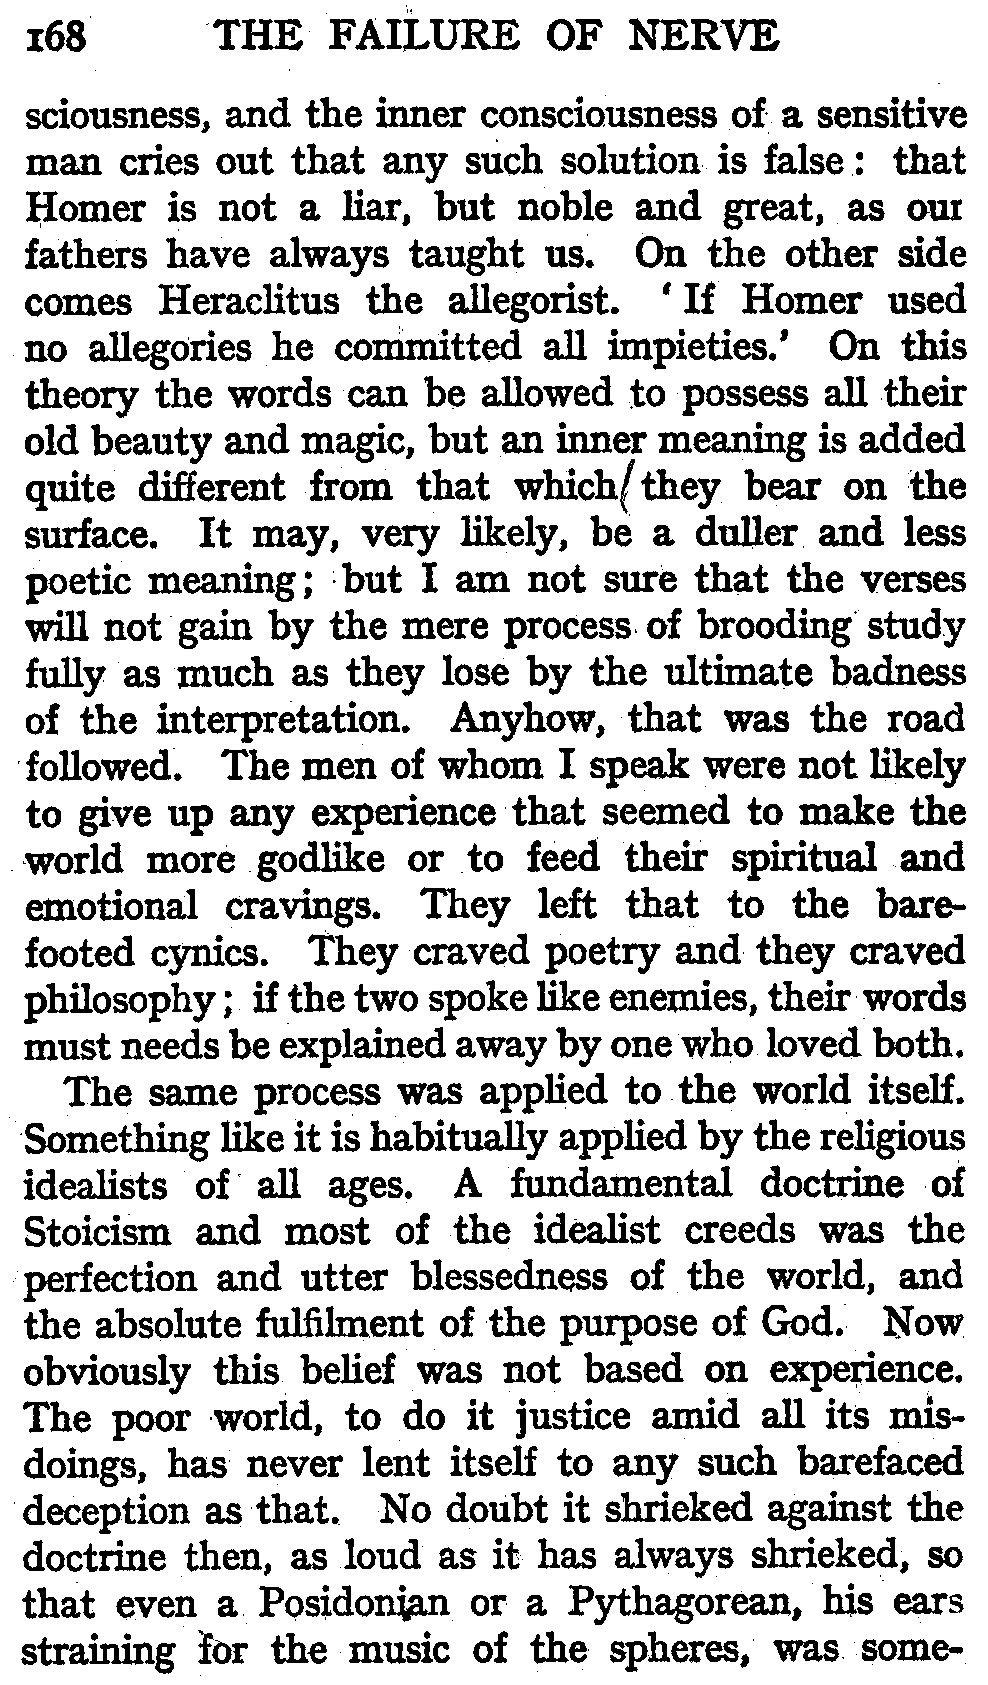 168 THE FAILURE OF NERVE
sciousness, and the inner consciousness of a sensitive
man cries out that any such solution is false: that
Homer is not a liar, but noble and great, as our
fathers have always taught us. On the other side
comes Heraclitus the allegorist. ‘If Homer used
no allegories he committed all impieties.’ On this
theory the words can be allowed to possess all their
old beauty and magic, but an inner meaning is added
quite different from that which they bear on the
surface. It may, very likely, be a duller and less
poetic meaning; but I am not sure that the verses
will not gain by the mere process of brooding study
fully as much as they lose by the ultimate badness
of the interpretation. Anyhow, that was the road
followed. The men of whom I speak were not likely
to give up any experience that seemed to make the
world more godlike or to feed their spiritual and
emotional cravings. They left that to the bare-
footed cynics. They craved poetry and they craved
philosophy; if the two spoke like enemies, their words
must needs be explained away by one who loved both.
The same process was applied to the world itself.
Something like it is habitually applied by the religious
idealists of all ages. A fundamental doctrine of
Stoicism and most of the idealist creeds was the
perfection and utter blessedness of the world, and
the absolute fulfilment of the purpose of God. Now
obviously this belief was not based on experience.
The poor world, to do it justice amid all its mis-
doings, has never lent itself to any such barefaced
deception as that. No doubt it shrieked against the
doctrine then, as loud as it has always shrieked, so
that even a Posidonian or a Pythagorean, his ears
straining for the music of the spheres, was some-